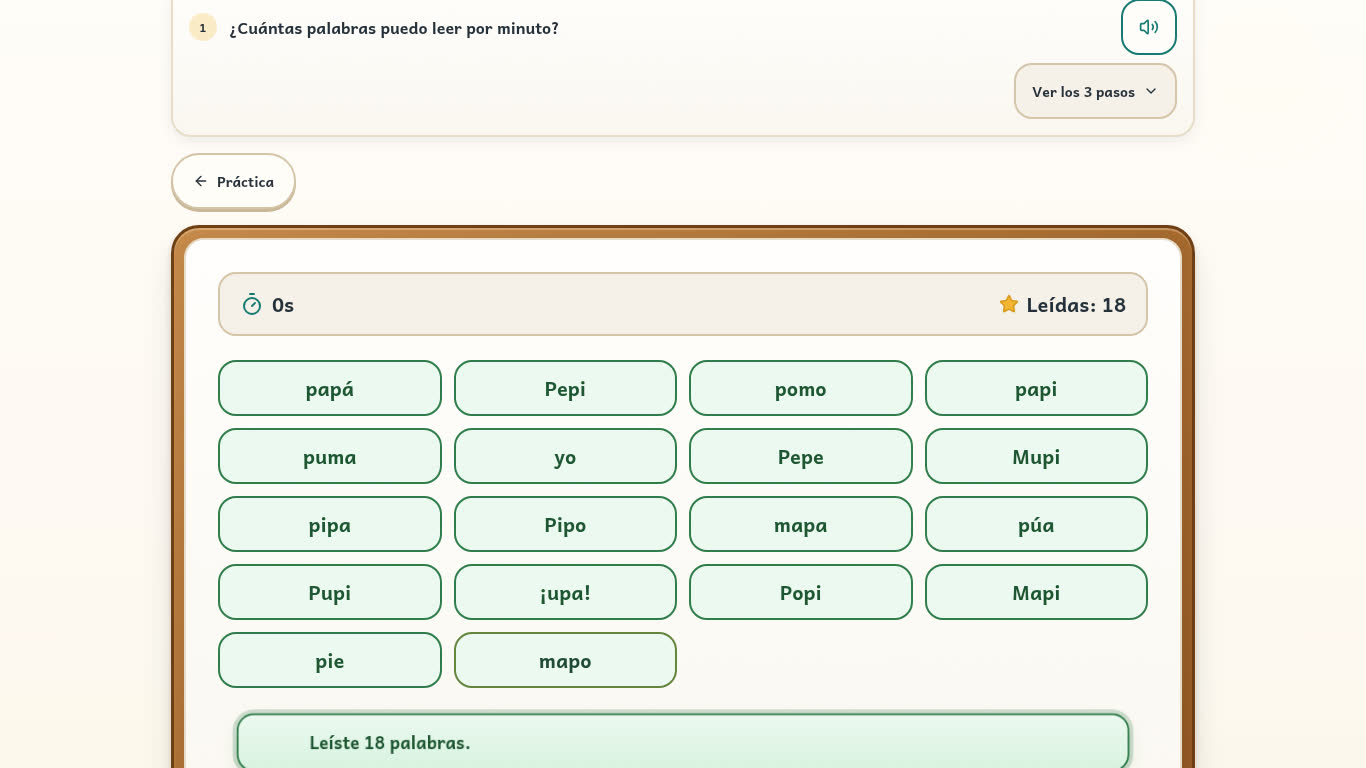 1 ¿Cuántas palabras puedo leer por minuto?
Ver los 3 pasos
Práctica
0s Leídas: 18
papá Pepi pomo papi
puma yo Pepe Mupi
pipa Pipo mapa púa
Pupi ¡upa! Popi Mapi
pie mapo
Leíste 18 palabras.